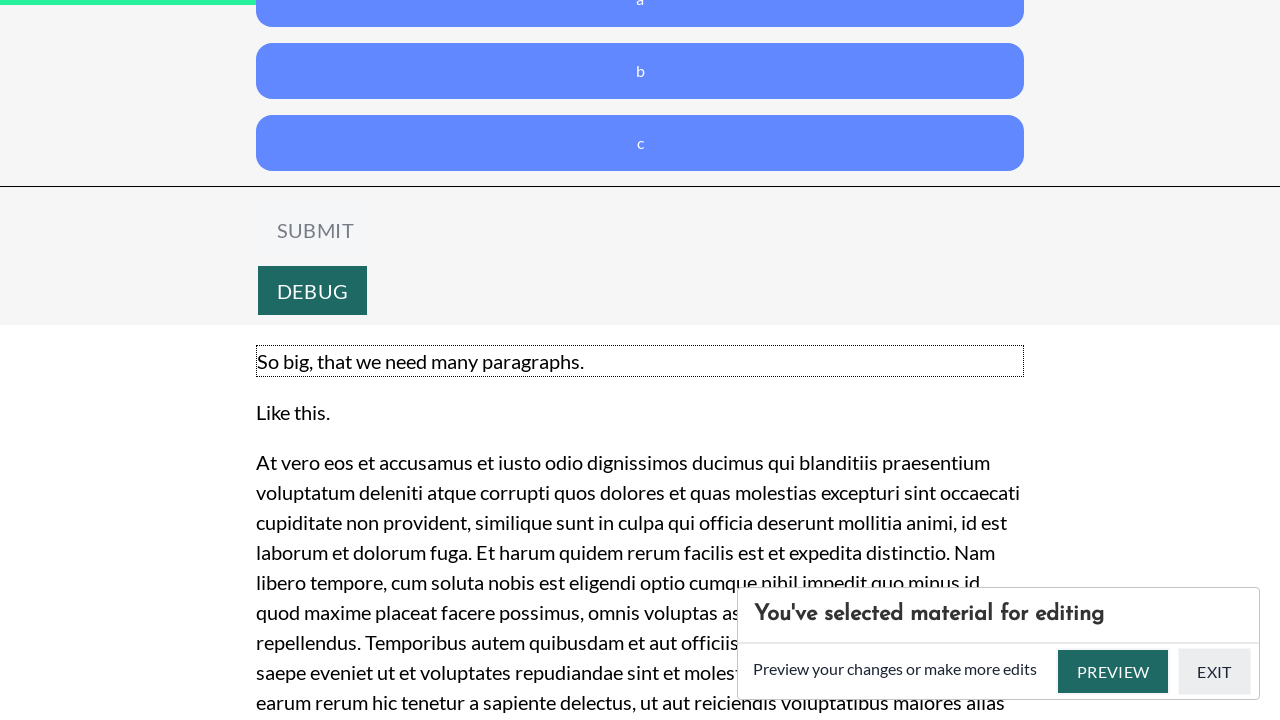 a
b
c
SUBMIT
DEBUG
So big, that we need many paragraphs.
Like this.
At vero eos et accusamus et iusto odio dignissimos ducimus qui blanditiis praesentium
voluptatum deleniti atque corrupti quos dolores et quas molestias excepturi sint occaecati
cupiditate non provident, similique sunt in culpa qui officia deserunt mollitia animi, id est
laborum et dolorum fuga. Et harum quidem rerum facilis est et expedita distinctio. Nam
libero tempore, cum soluta nobis est eligendi optio cumque nihil impedit quo minus id
quod maxime placeat facere possimus, omnis voluptas
repellendus. Temporibus autem quibusdam et aut officiis
saepe eveniet ut et voluptates repudiandae sint et
earum rerum hic tenetur a sapiente delectus, ut aut reiciendis voluptatibus maiores alias
You've selected material for editing
Preview your changes or make more edits
PREVIEW
EXIT